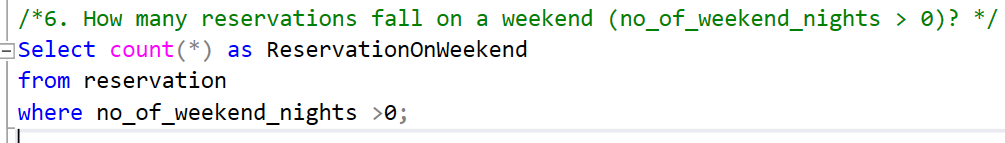 /*6. How many reservations fall on a weekend (no_of_weekend_nights > 0)? */
Select count(*) as ReservationOnWeekend
from reservation
where no_of_weekend_nights >0;